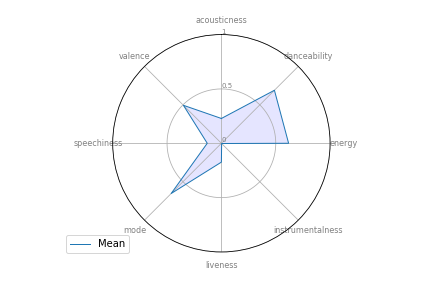 acousticness
1
valence
danceability
0.5
speechiness
0
energy
mode
instrumentalness
Mean
liveness